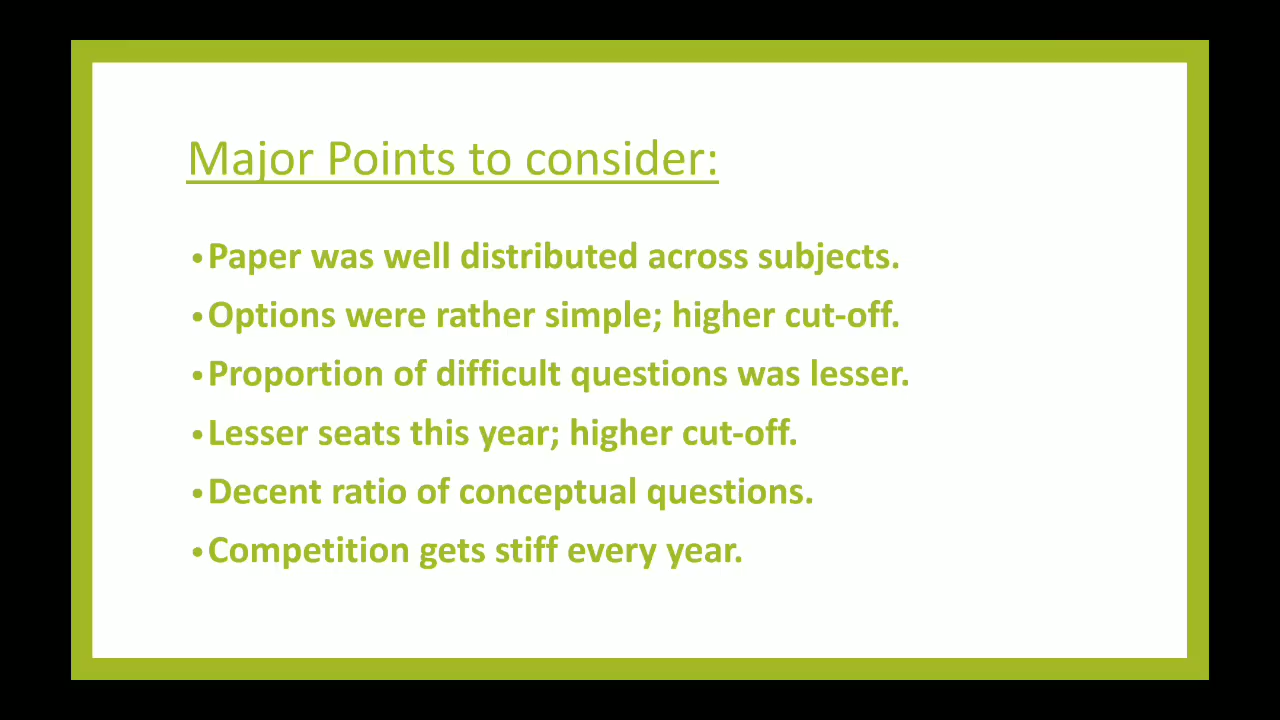 Major Points to consider:
•Paper was well distributed across subjects.
•Options were rather simple; higher cut-off.
•Proportion of difficult questions was lesser.
•Lesser seats this year; higher cut-off.
•Decent ratio of conceptual questions.
•Competition gets stiff every year.